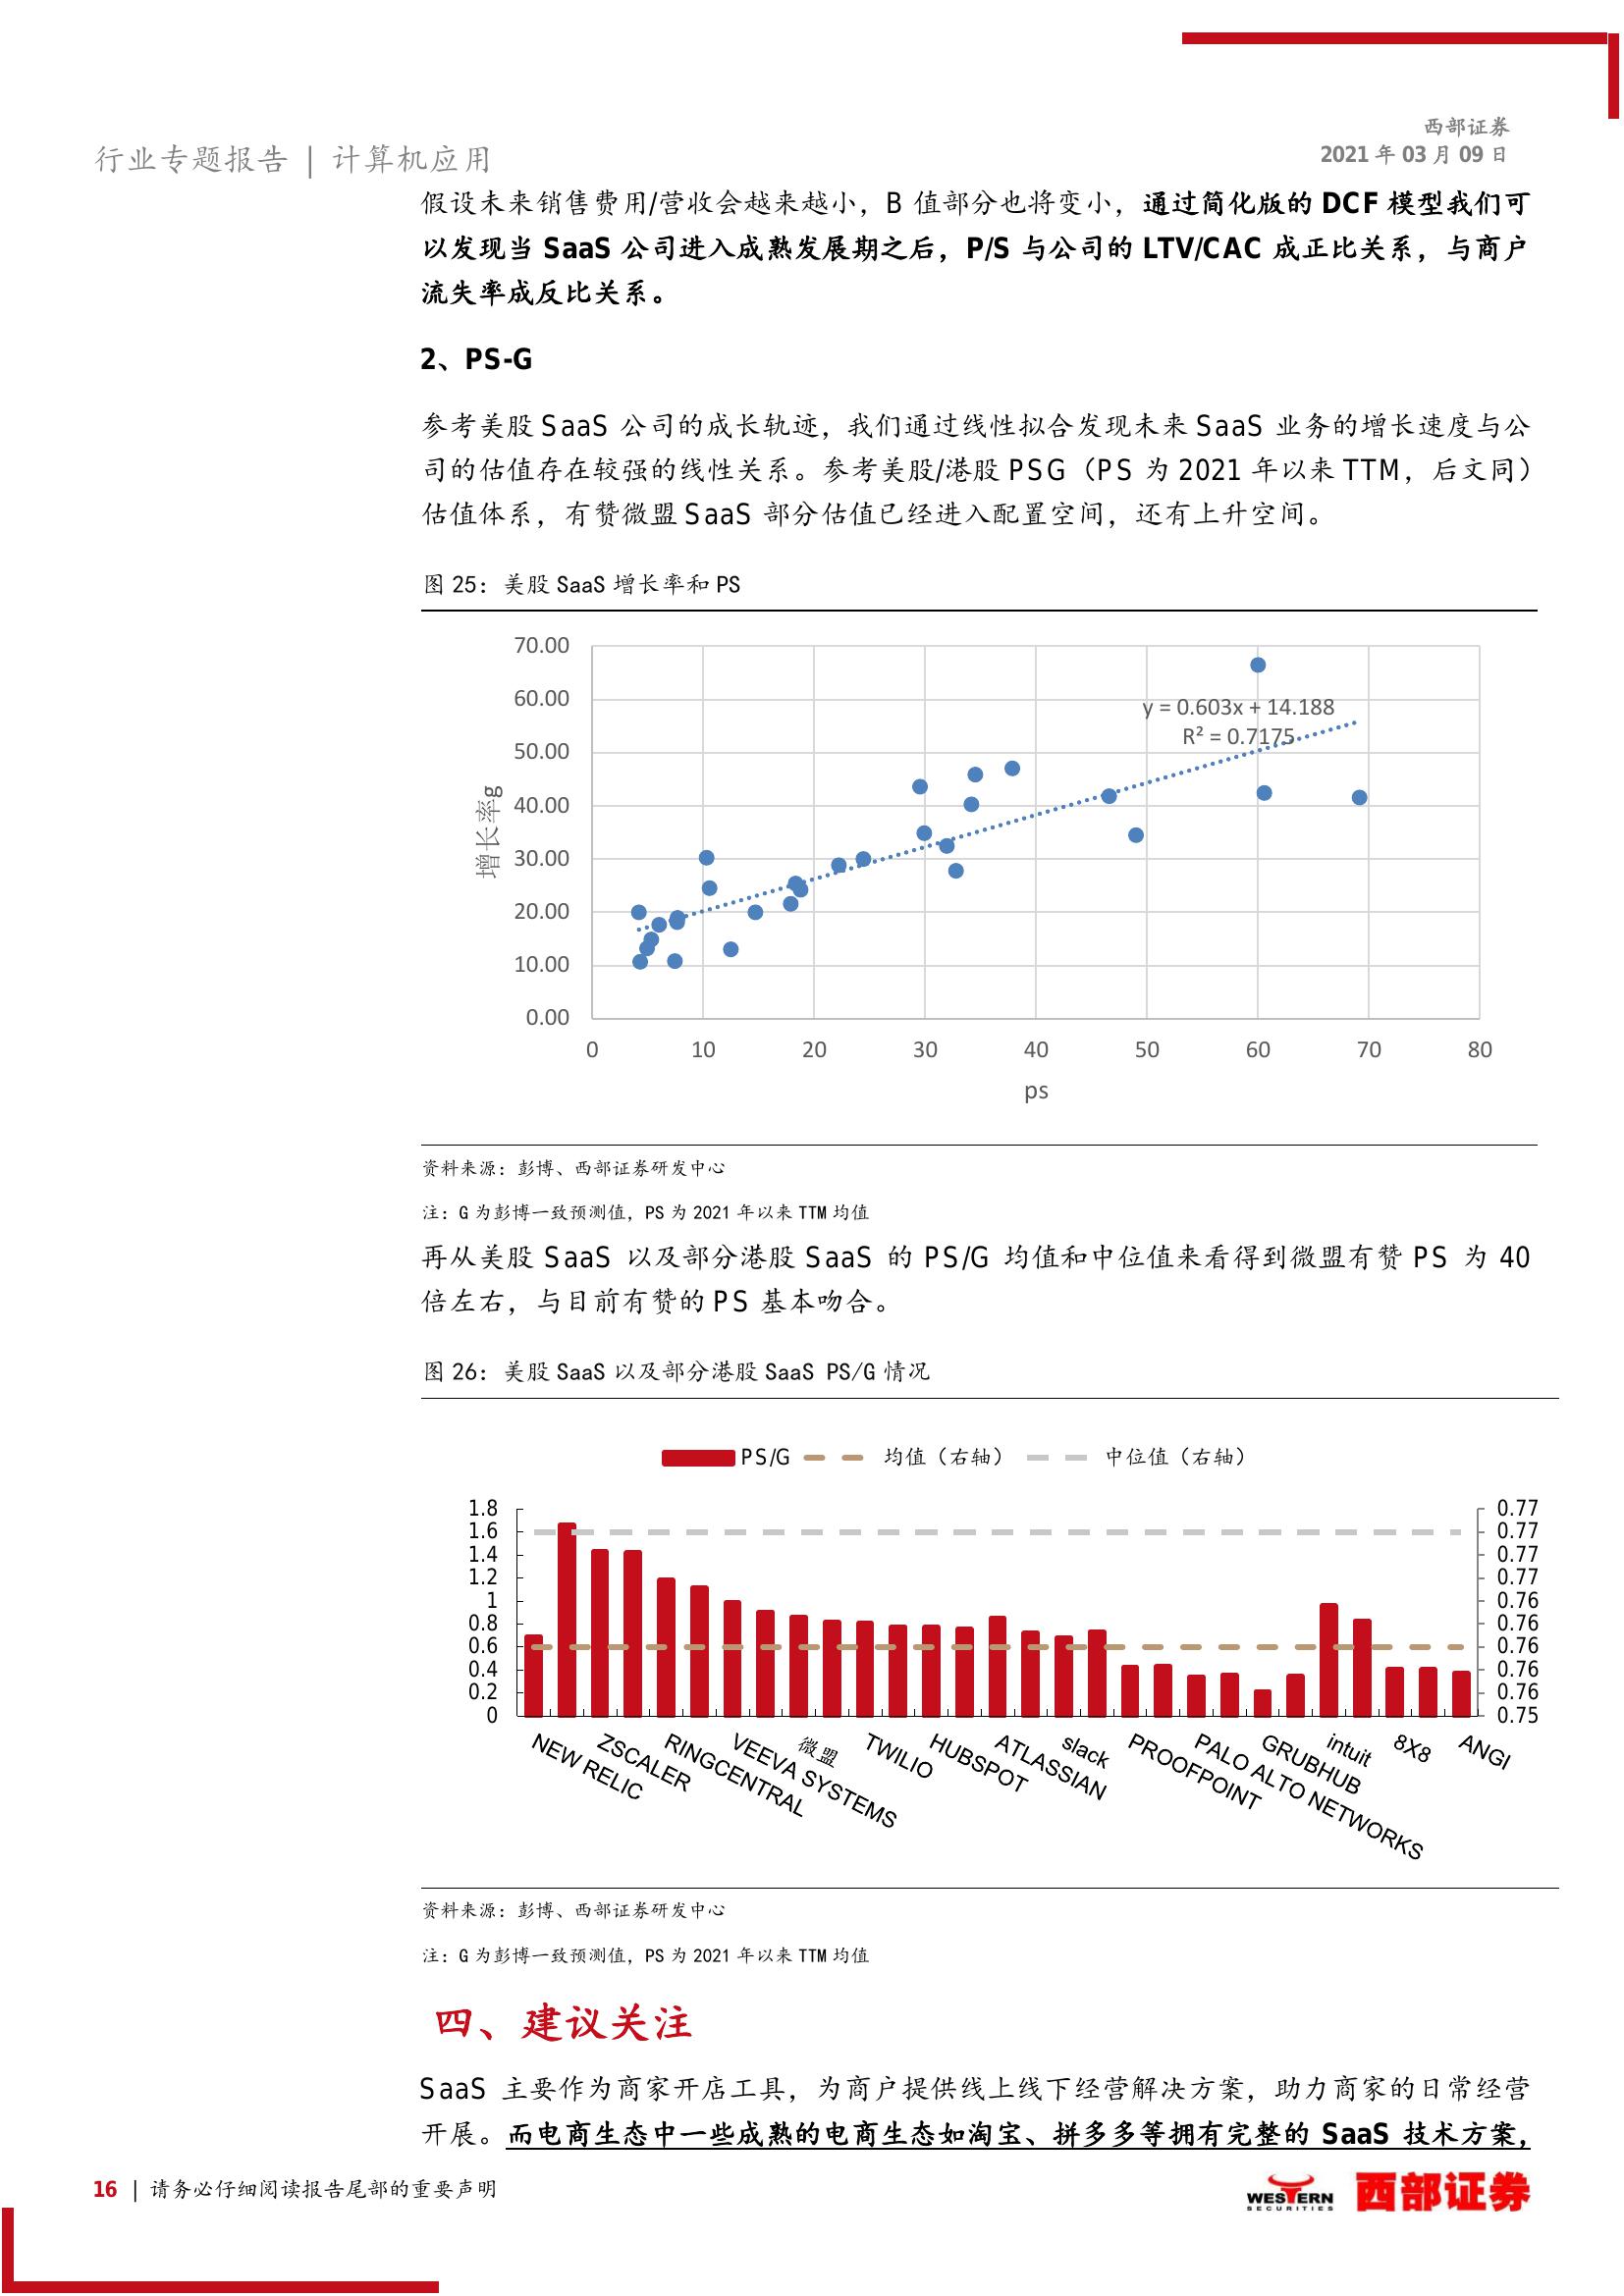 西部证券
2021 年 03 月 09 日
行业专题报告 | 计算机应用
假设未来销售费用/营收会越来越小，B 值部分也将变小，通过简化版的 DCF 模型我们可
以发现当 SaaS 公司进入成熟发展期之后，P/S 与公司的 LTV/CAC 成正比关系，与商户
流失率成反比关系。
2、PS-G
参考美股 SaaS 公司的成长轨迹，我们通过线性拟合发现未来 SaaS 业务的增长速度与公
司的估值存在较强的线性关系。参考美股/港股 PSG（PS 为 2021 年以来 TTM，后文同）
估值体系，有赞微盟 SaaS 部分估值已经进入配置空间，还有上升空间。
图 25：美股 SaaS 增长率和 PS
70.00
60.00
50.00
40.00
30.00
20.00
10.00
0.00
增长率g
y = 0.603x + 14.188
R² = 0.7175
0 10 20 30 40 50 60 70 80
ps
资料来源：彭博、西部证券研发中心
注：G 为彭博一致预测值，PS 为 2021 年以来 TTM 均值
再从美股 SaaS 以及部分港股 SaaS 的 PS/G 均值和中位值来看得到微盟有赞 PS 为 40
倍左右，与目前有赞的 PS 基本吻合。
图 26：美股 SaaS 以及部分港股 SaaS PS/G 情况
PS/G 均值（右轴） 中位值（右轴）
1.8 0.77
1.6 0.77
1.4 0.77
1.2 0.77
1 0.76
0.8 0.76
0.6 0.76
0.4 0.76
0.2 0.76
0 0.75
NEW RELIC
ZSCALER
RINGCENTRAL
VEEVA SYSTEMS
微盟
TWILIO
HUBSPOT
ATLASSIAN
slack
PROOFPOINT
PALO ALTO NETWORKS
GRUBHUB
intuit
8X8
ANGI
资料来源：彭博、西部证券研发中心
注：G 为彭博一致预测值，PS 为 2021 年以来 TTM 均值
四、建议关注
SaaS 主要作为商家开店工具，为商户提供线上线下经营解决方案，助力商家的日常经营
开展。而电商生态中一些成熟的电商生态如淘宝、拼多多等拥有完整的 SaaS 技术方案，
16 | 请务必仔细阅读报告尾部的重要声明
WESTERN
SECURITIES
西部证券